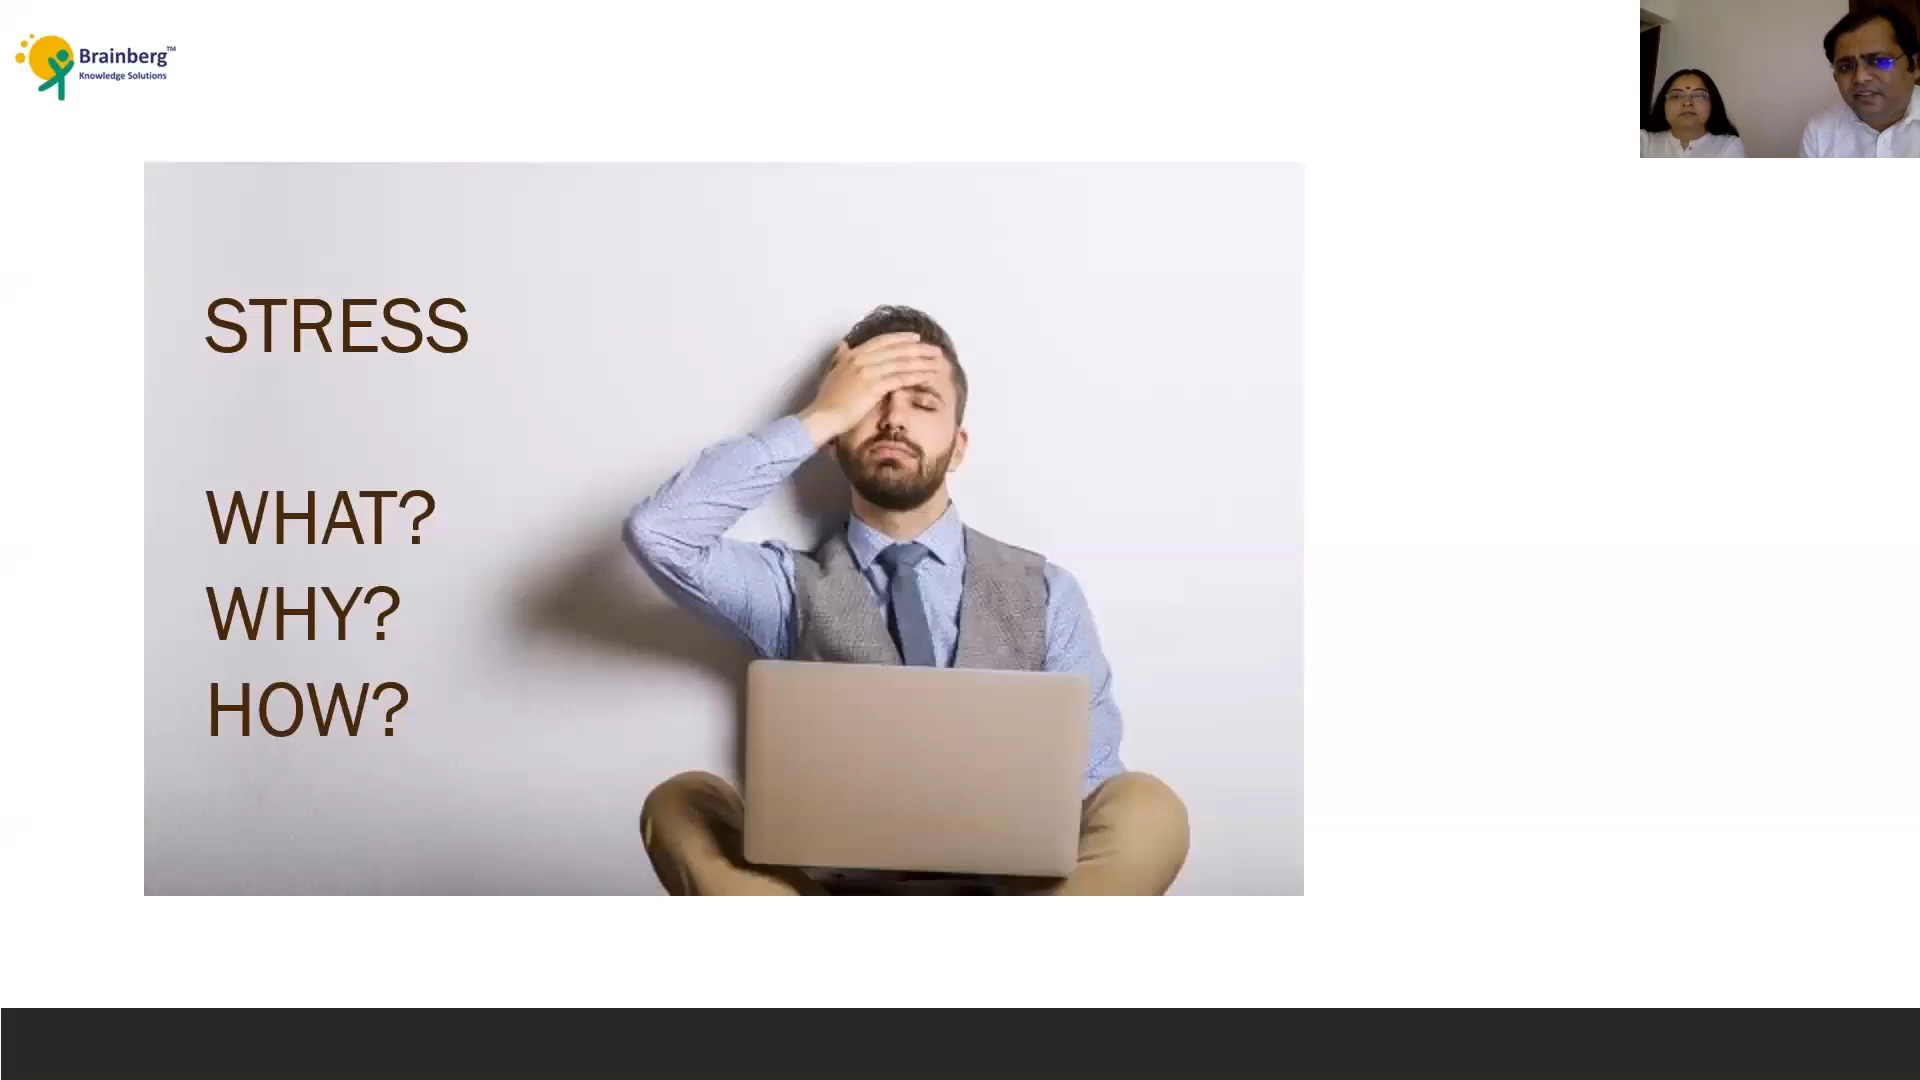 Brainberg™
Knowledge Solutions
STRESS
WHAT?
WHY?
HOW?